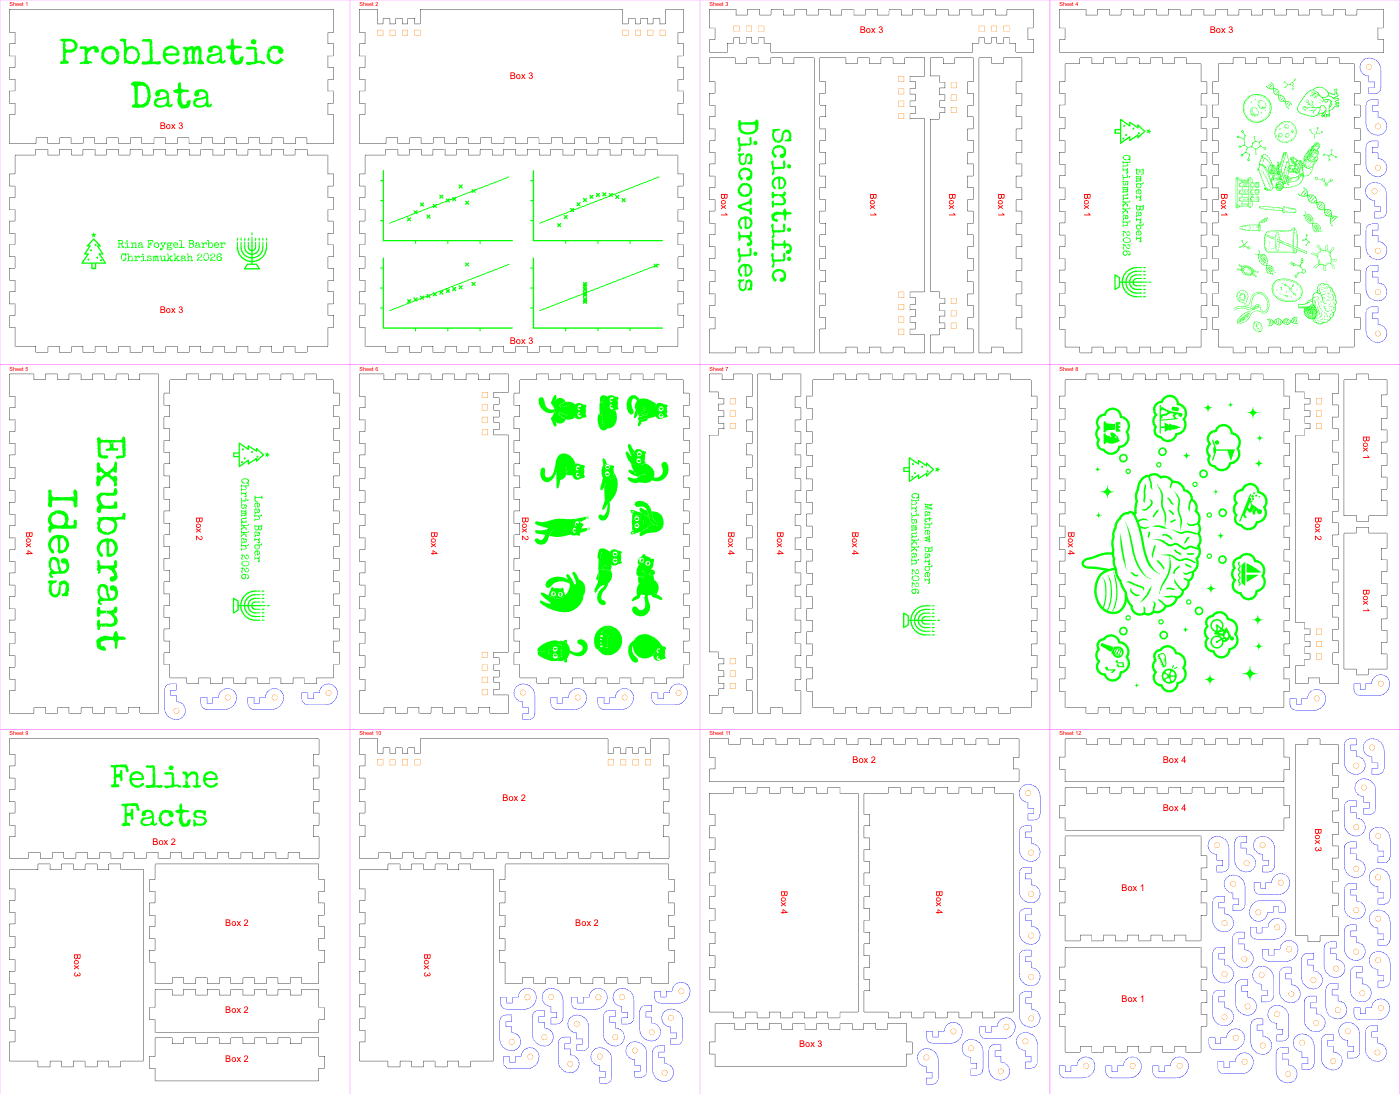 Sheet 1
Problematic
Data
Box 3
Rina Foygel Barber
Chrismukkah 2026
Box 3
Sheet 2
Box 3
Box 3
Sheet 3
Box 3
Scientific
Discoveries
Box 1
Box 1
Box 1
Box 1
Sheet 4
Box 3
Box 1
Ember Barber
Chrismukkah 2026
Box 1
Sheet 5
Exuberant
Ideas
Box 4
Box 2
Leah Barber
Chrismukkah 2026
Sheet 6
Box 4
Box 2
Sheet 7
Box 4
Box 4
Box 4
Mathew Barber
Chrismukkah 2026
Sheet 8
Box 4
Box 2
Box 1
Box 1
Sheet 9
Feline
Facts
Box 2
Box 3
Box 2
Box 2
Box 2
Sheet 10
Box 2
Box 3
Box 2
Sheet 11
Box 2
Box 4
Box 4
Box 3
Sheet 12
Box 4
Box 4
Box 3
Box 1
Box 1